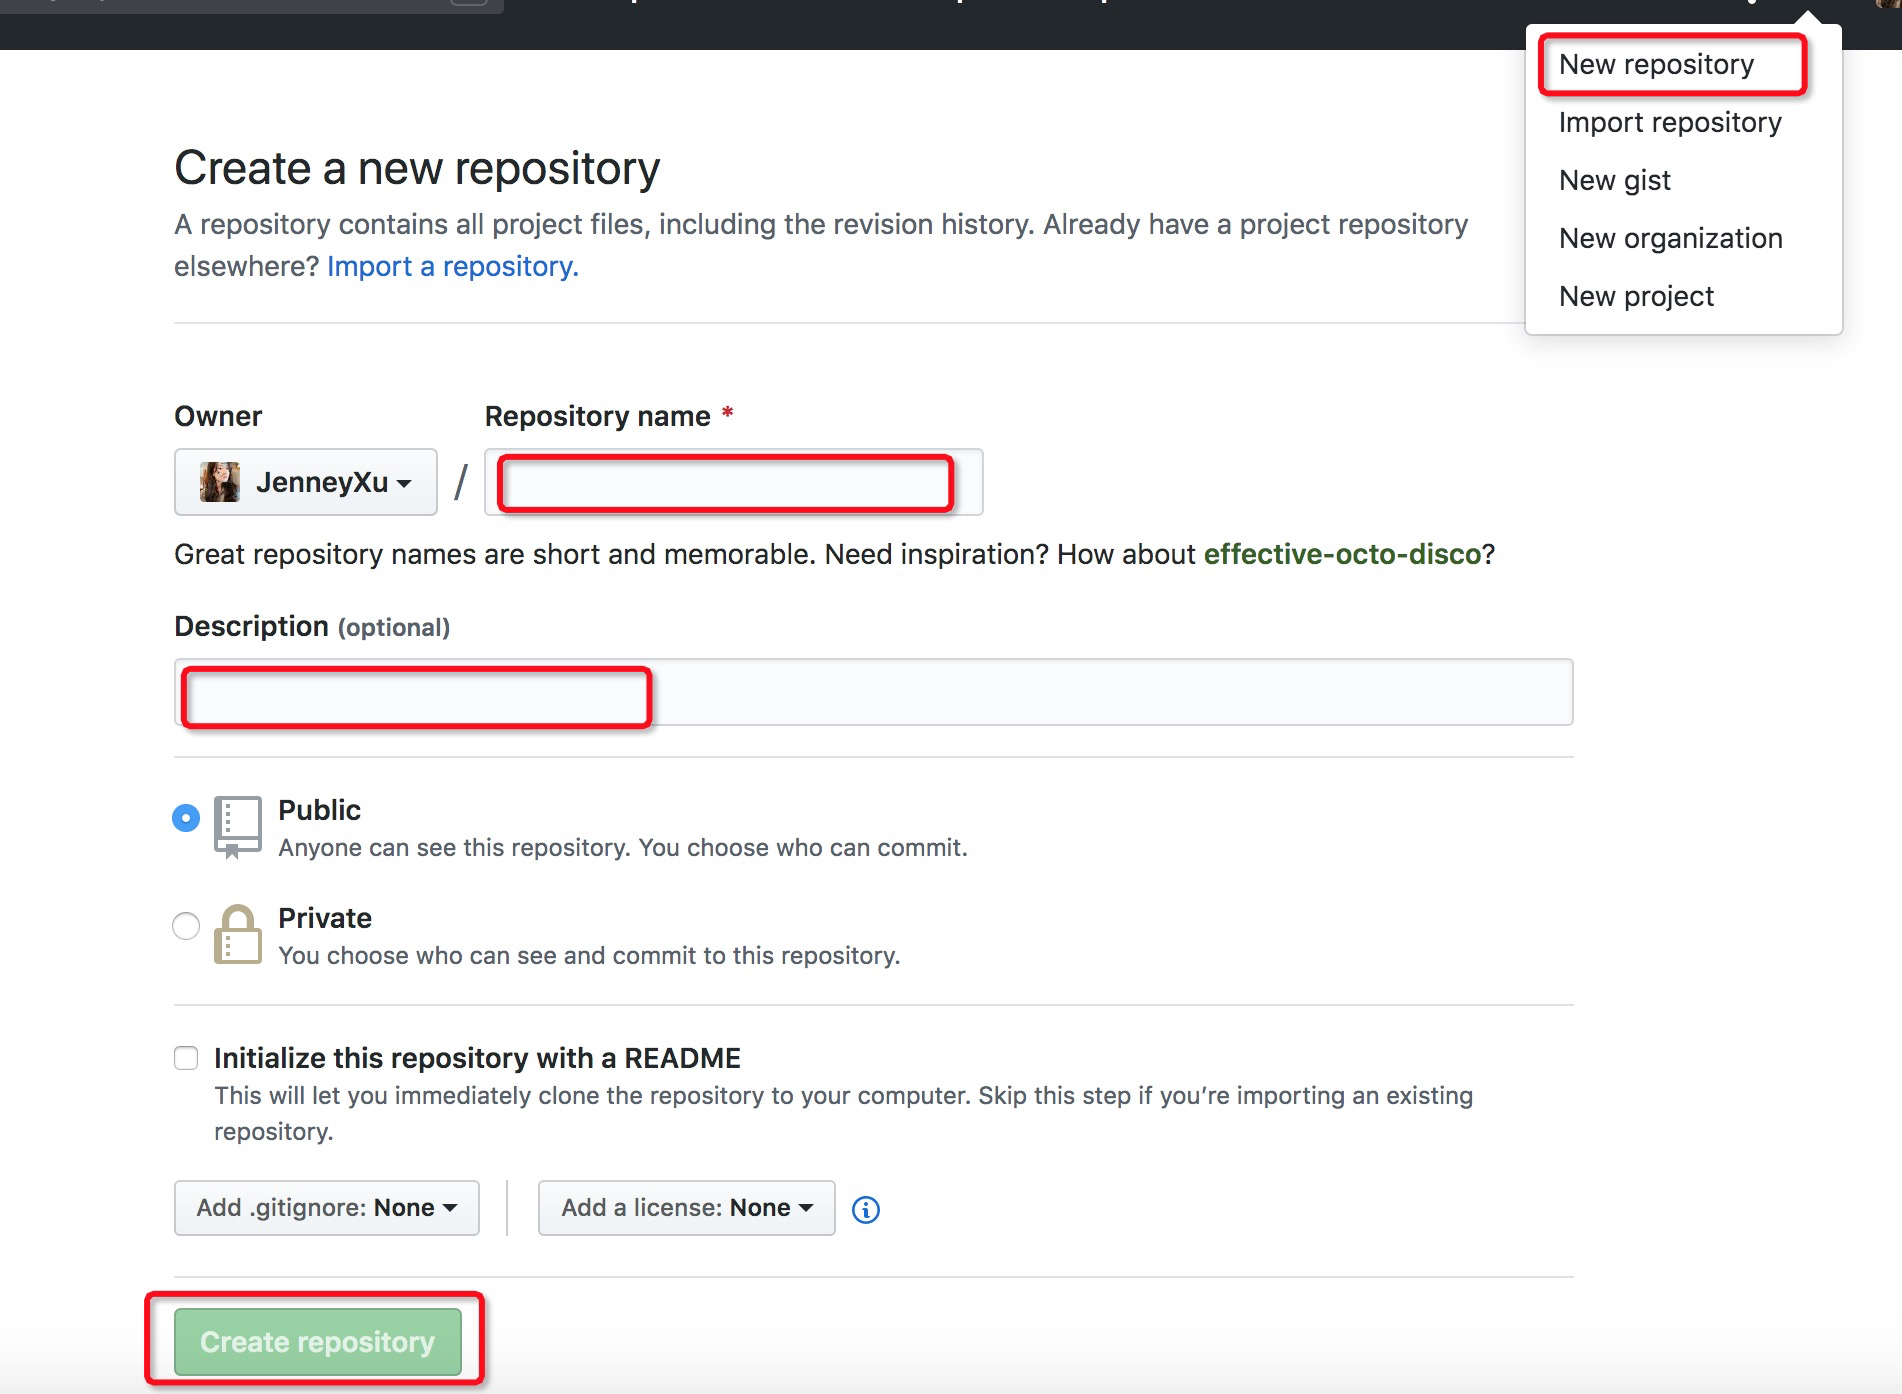 New repository
Import repository
New gist
New organization
New project
Create a new repository
A repository contains all project files, including the revision history. Already have a project repository
elsewhere? Import a repository.
Owner
Repository name *
JenneyXu
/
Great repository names are short and memorable. Need inspiration? How about effective-octo-disco?
Description (optional)
Public
Anyone can see this repository. You choose who can commit.
Private
You choose who can see and commit to this repository.
Initialize this repository with a README
This will let you immediately clone the repository to your computer. Skip this step if you’re importing an existing
repository.
Add .gitignore: None
Add a license: None
Create repository